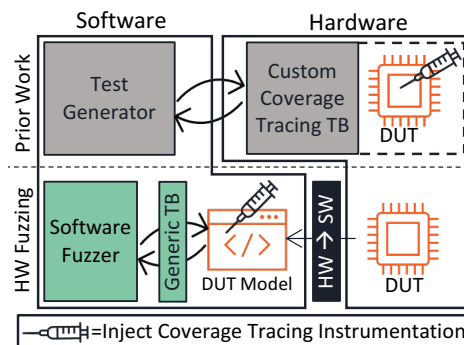 Software
Hardware
Prior Work
Test
Generator
Custom
Coverage
Tracing TB
DUT
HW Fuzzing
Software
Fuzzer
Generic TB
</>
DUT Model
HW → SW
DUT
=Inject Coverage Tracing Instrumentation